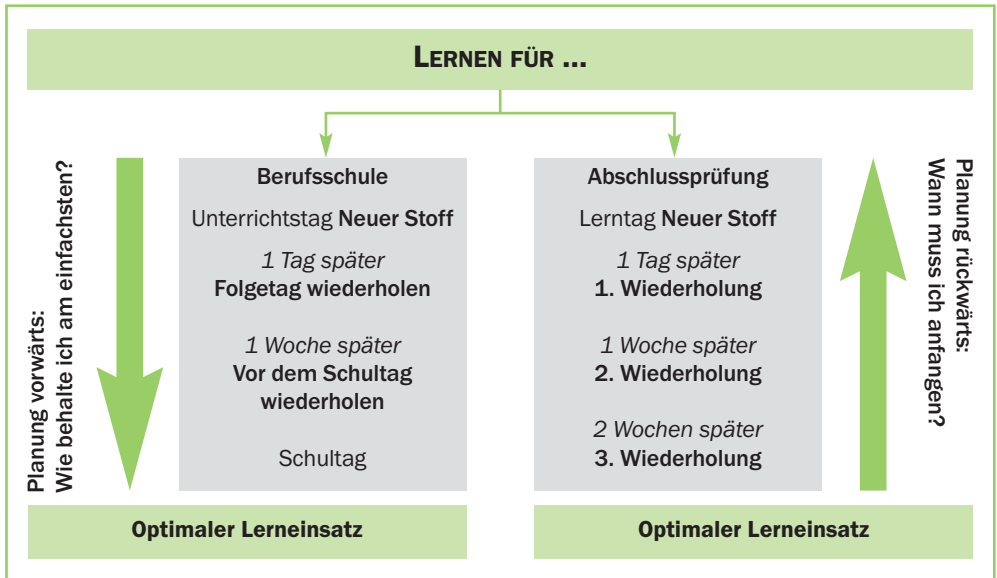 LERNEN FÜR ...
Planung vorwärts:
Wie behalte ich am einfachsten?
Berufsschule
Unterrichtstag Neuer Stoff
1 Tag später
Folgetag wiederholen
1 Woche später
Vor dem Schultag
wiederholen
Schultag
Optimaler Lerneinsatz
Abschlussprüfung
Lerntag Neuer Stoff
1 Tag später
1. Wiederholung
1 Woche später
2. Wiederholung
2 Wochen später
3. Wiederholung
Optimaler Lerneinsatz
Planung rückwärts:
Wann muss ich anfangen?